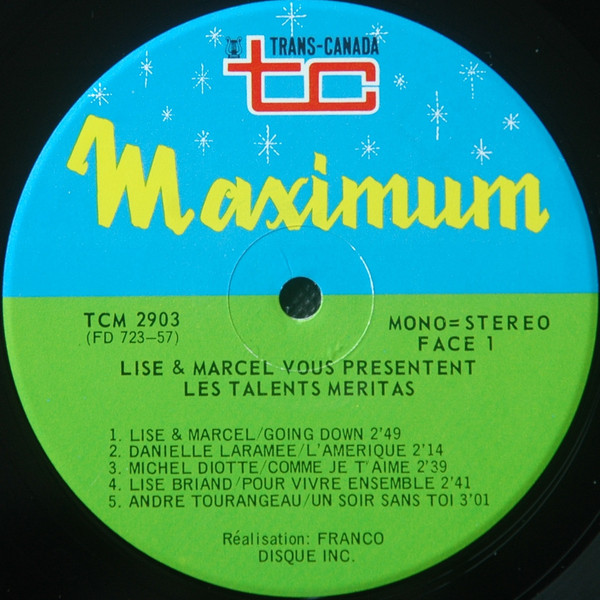 TRANS-CANADA
tc
Maximum
TCM 2903
(FD 723-57)
MONO=STEREO
FACE 1
LISE & MARCEL VOUS PRESENTENT
LES TALENTS MERITAS
1. LISE & MARCEL/GOING DOWN 2'49
2. DANIELLE LARAMEE/L'AMERIQUE 2'14
3. MICHEL DIOTTE/COMME JE T'AIME 2'39
4. LISE BRIAND/POUR VIVRE ENSEMBLE 2'41
5. ANDRE TOURANGEAU/UN SOIR SANS TOI 3'01
Réalisation: FRANCO
DISQUE INC.